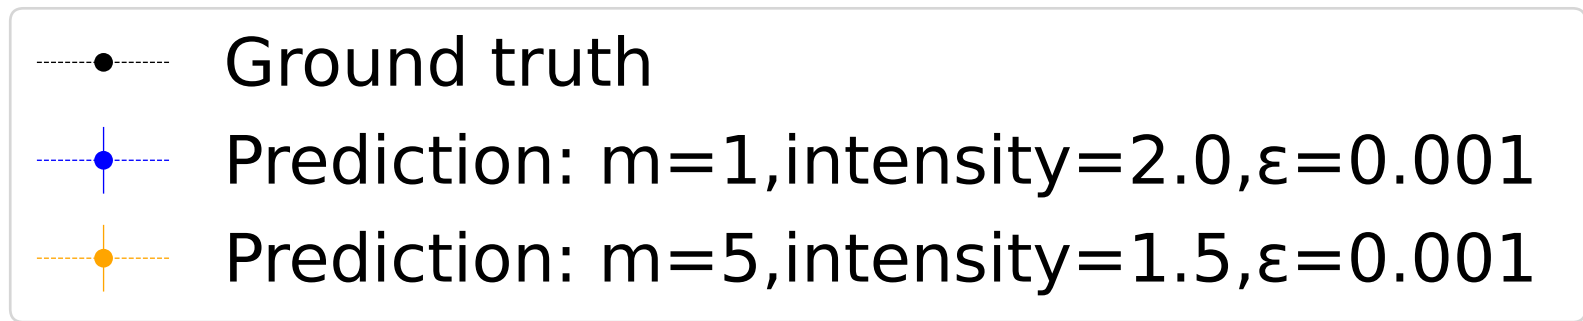 Ground truth
Prediction: m=1,intensity=2.0,ε=0.001
Prediction: m=5,intensity=1.5,ε=0.001